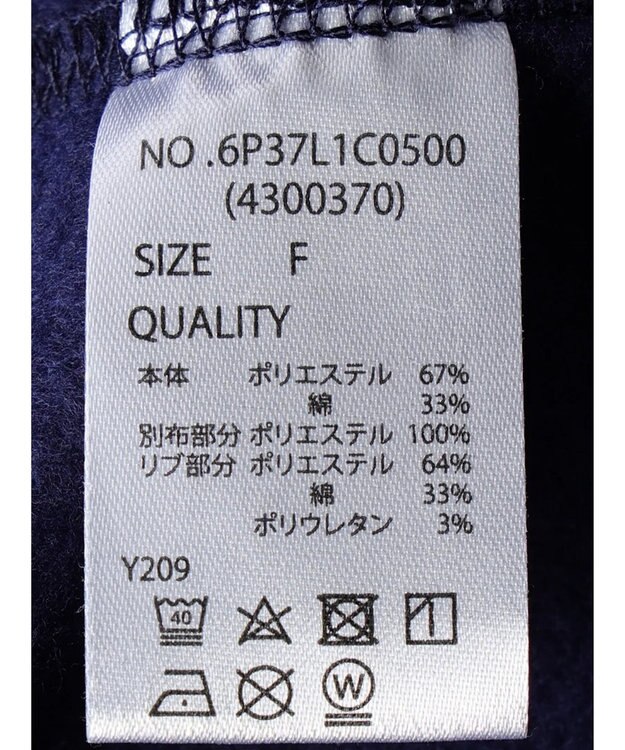 NO .6P37L1C0500
(4300370)
SIZE F
QUALITY
本体 ポリエステル 67%
綿 33%
別布部分 ポリエステル 100%
リブ部分 ポリエステル 64%
綿 33%
ポリウレタン 3%
Y209
40
W